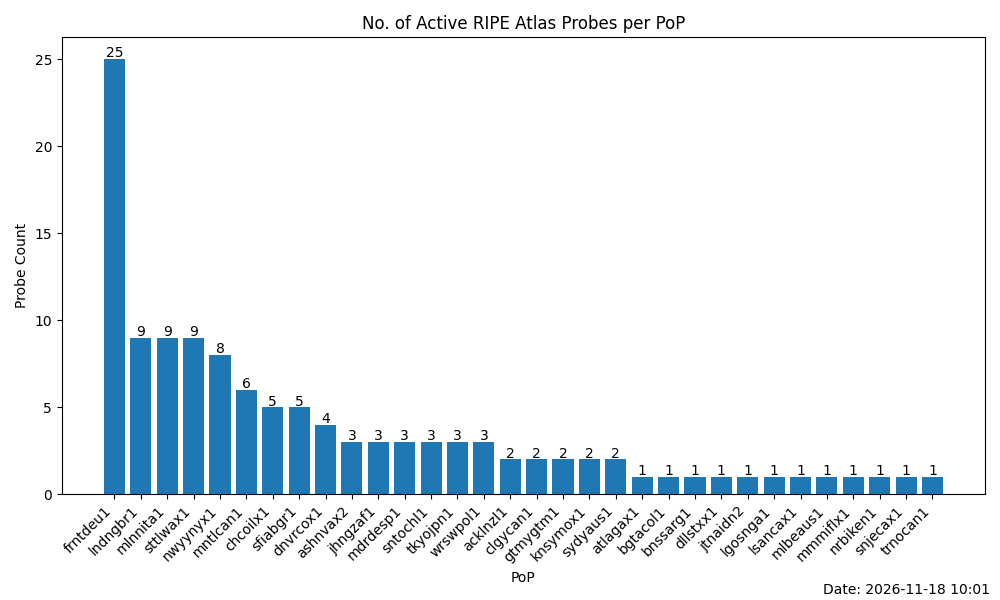 No. of Active RIPE Atlas Probes per PoP
Probe Count
25
20
15
10
5
0
25
9
9
9
8
6
5
5
4
3
3
3
3
3
3
2
2
2
2
2
1
1
1
1
1
1
1
1
1
1
1
1
frntdeu1
lndngbr1
mlnnita1
sttlwax1
nwyynyx1
mntlcan1
chcoilx1
sfiabgr1
dnvrcox1
ashnvax2
jhngzaf1
mdrdesp1
sntochl1
tkyojpn1
wrswpol1
acklnzl1
clgycan1
gtmygtm1
knsymox1
sydyaus1
atlagax1
bgtacol1
bnssarg1
dllstxx1
jtnaidn2
lgosnga1
lsancax1
mlbeaus1
mmmiflx1
nrbiken1
snjecax1
trnocan1
PoP
Date: 2026-11-18 10:01